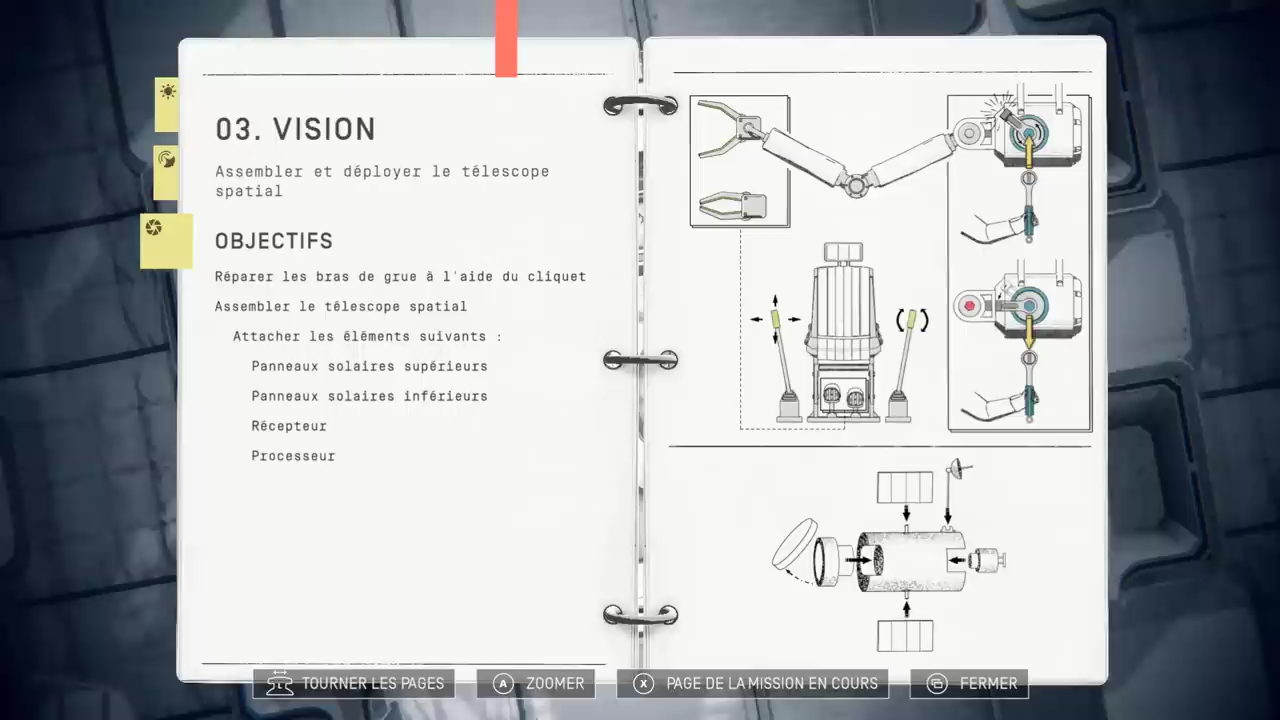 03. VISION
Assembler et déployer le télescope
spatial
OBJECTIFS
Réparer les bras de grue à l'aide du cliquet
Assembler le télescope spatial
Attacher les éléments suivants :
Panneaux solaires supérieurs
Panneaux solaires inférieurs
Récepteur
Processeur
L TOURNER LES PAGES
A ZOOMER
X PAGE DE LA MISSION EN COURS
FERMER